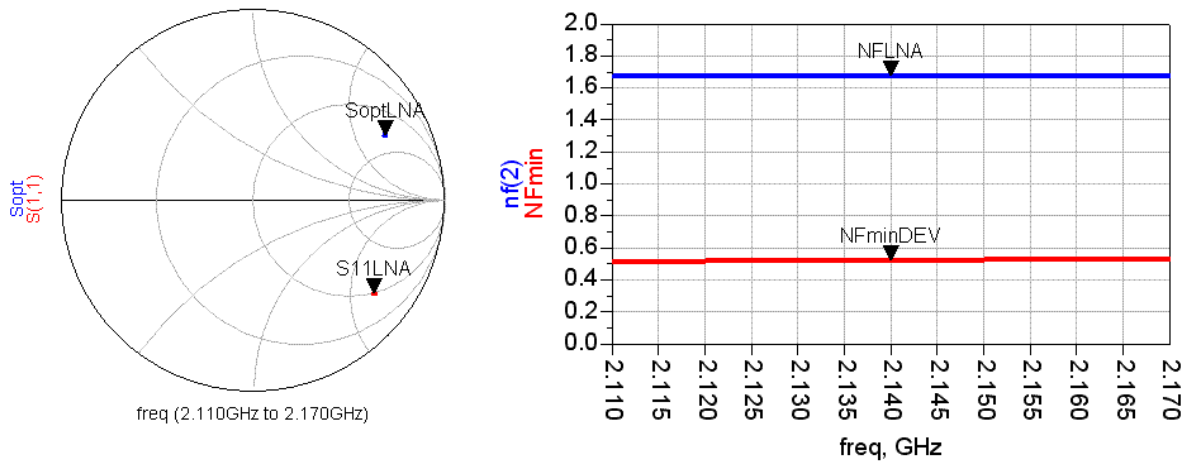 SoptLNA
S11LNA
Sopt
S(1,1)
freq (2.110GHz to 2.170GHz)
2.0
1.8
1.6
1.4
1.2
1.0
0.8
0.6
0.4
0.2
0.0
nf(2)
NFmin
NFLNA
NFminDEV
2.110
2.115
2.120
2.125
2.130
2.135
2.140
2.145
2.150
2.155
2.160
2.165
2.170
freq, GHz